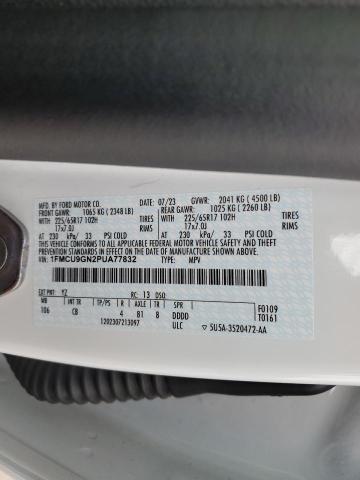 MFD. BY FORD MOTOR CO. 07/23 GVWR: 2041 KG ( 4500 LB)
FRONT GAWR: 1065 KG ( 2348 LB) REAR GAWR: 1025 KG ( 2260 LB)
WITH 225/65R17 102H TIRES WITH 225/65R17 102H TIRES
17x7.0J RIMS 17x7.0J RIMS
AT 230 kPa/ 33 PSI COLD AT 230 kPa/ 33 PSI COLD
THIS VEHICLE CONFORMS TO ALL APPLICABLE FEDERAL MOTOR VEHICLE SAFETY AND THEFT PREVENTION STANDARDS IN EFFECT ON THE DATE OF MANUFACTURE SHOWN ABOVE.
VIN: 1FMCU9GN2PUA77832
TYPE: MPV
EXT PNT: YZ RC: 13 DSO:
WB INT TR TP/PS R AXLE TR SPR F0109
106 CB 4 81 8 DDDD T0161
1202307213097 ULC 5U5A-3520472-AA